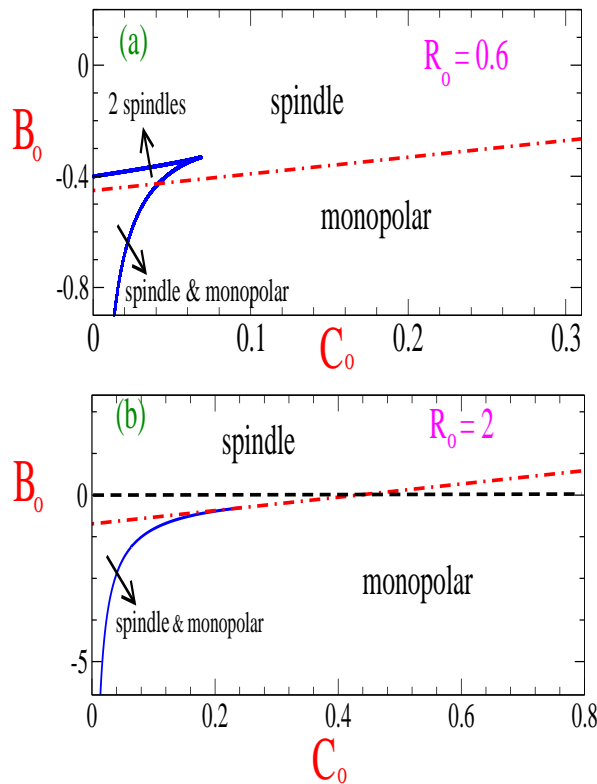 (a)
R₀ = 0.6
0
2 spindles
spindle
B₀
-0.4
monopolar
spindle & monopolar
-0.8
0 0.1 0.2 0.3
C₀
(b)
spindle
R₀ = 2
B₀
0
monopolar
spindle & monopolar
-5
0 0.2 0.4 0.6 0.8
C₀